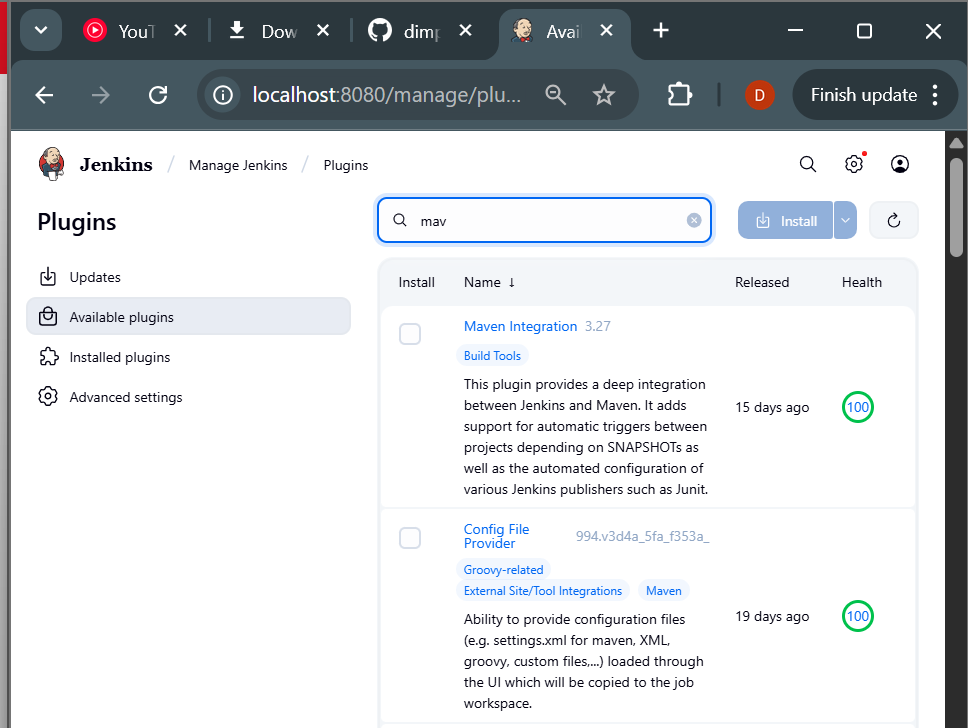 YouT
Dow
dimp
Avai
localhost:8080/manage/plu...
D
Finish update
Jenkins / Manage Jenkins / Plugins
Plugins
mav
Install
Updates
Available plugins
Installed plugins
Advanced settings
Install Name ↓ Released Health
Maven Integration 3.27
Build Tools
This plugin provides a deep integration
between Jenkins and Maven. It adds
support for automatic triggers between
projects depending on SNAPSHOTs as
well as the automated configuration of
various Jenkins publishers such as Junit.
15 days ago
100
Config File
Provider
994.v3d4a_5fa_f353a_
Groovy-related
External Site/Tool Integrations Maven
Ability to provide configuration files
(e.g. settings.xml for maven, XML,
groovy, custom files,...) loaded through
the UI which will be copied to the job
workspace.
19 days ago
100